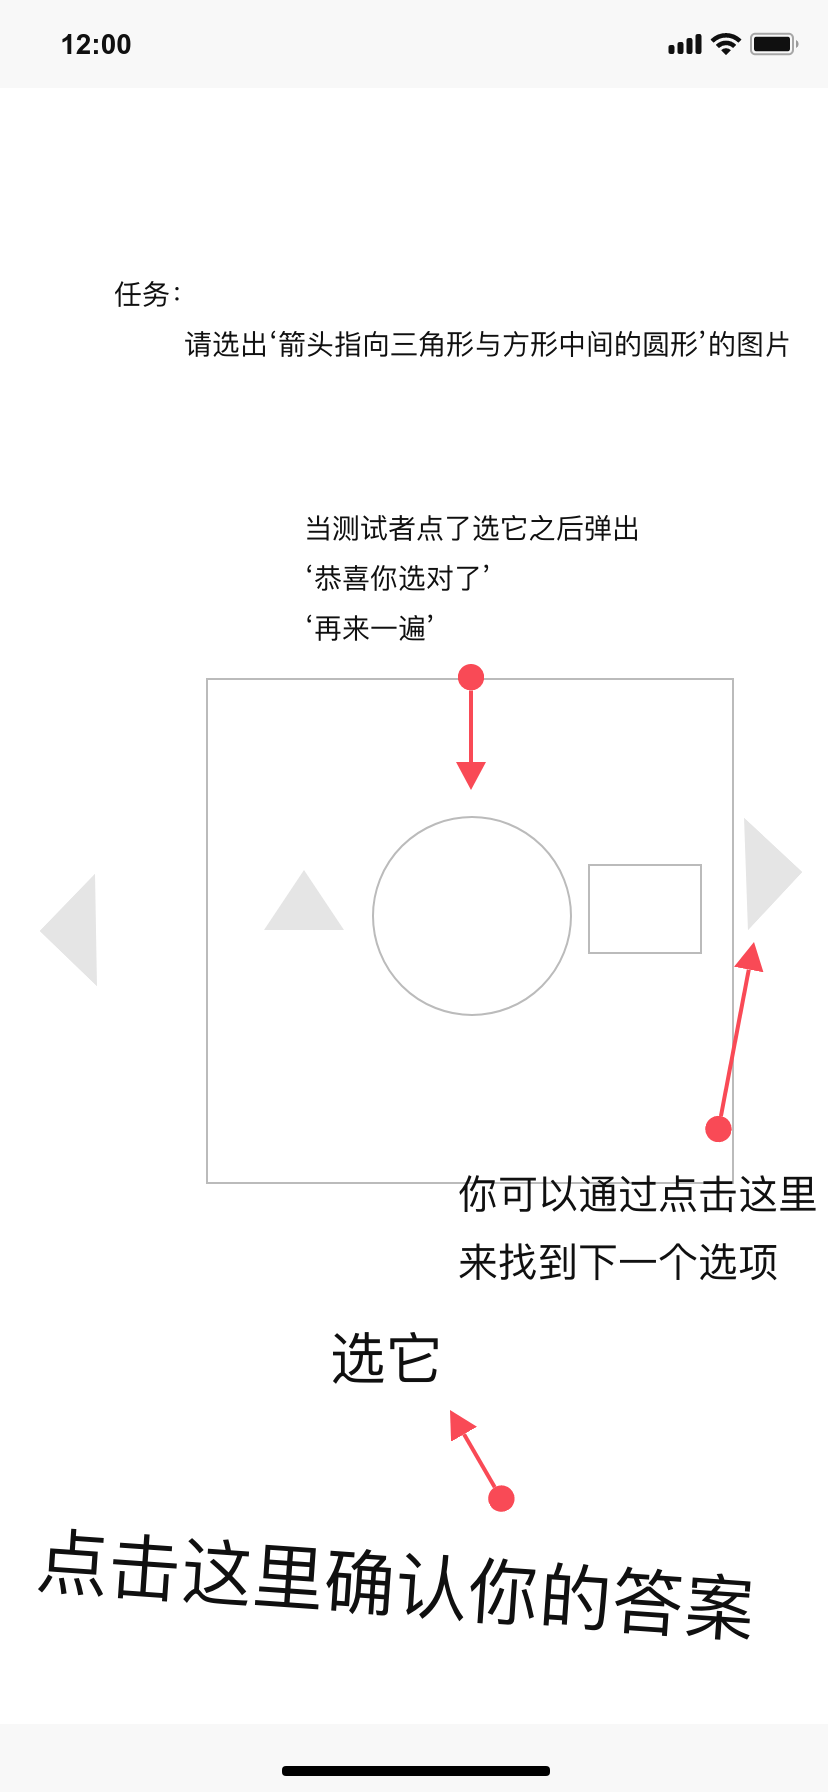 12:00
任务：
请选出‘箭头指向三角形与方形中间的圆形’的图片
当测试者点了选它之后弹出
‘恭喜你选对了’
‘再来一遍’
你可以通过点击这里
来找到下一个选项
选它
点击这里确认你的答案